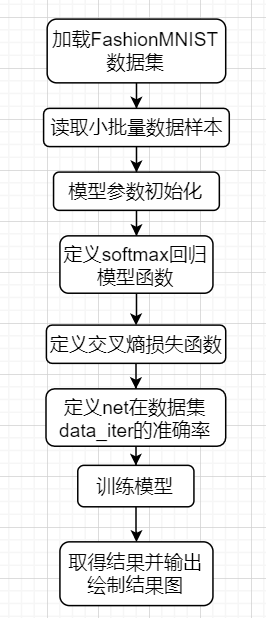 加载FashionMNIST
数据集
读取小批量数据样本
模型参数初始化
定义softmax回归
模型函数
定义交叉熵损失函数
定义net在数据集
data_iter的准确率
训练模型
取得结果并输出
绘制结果图